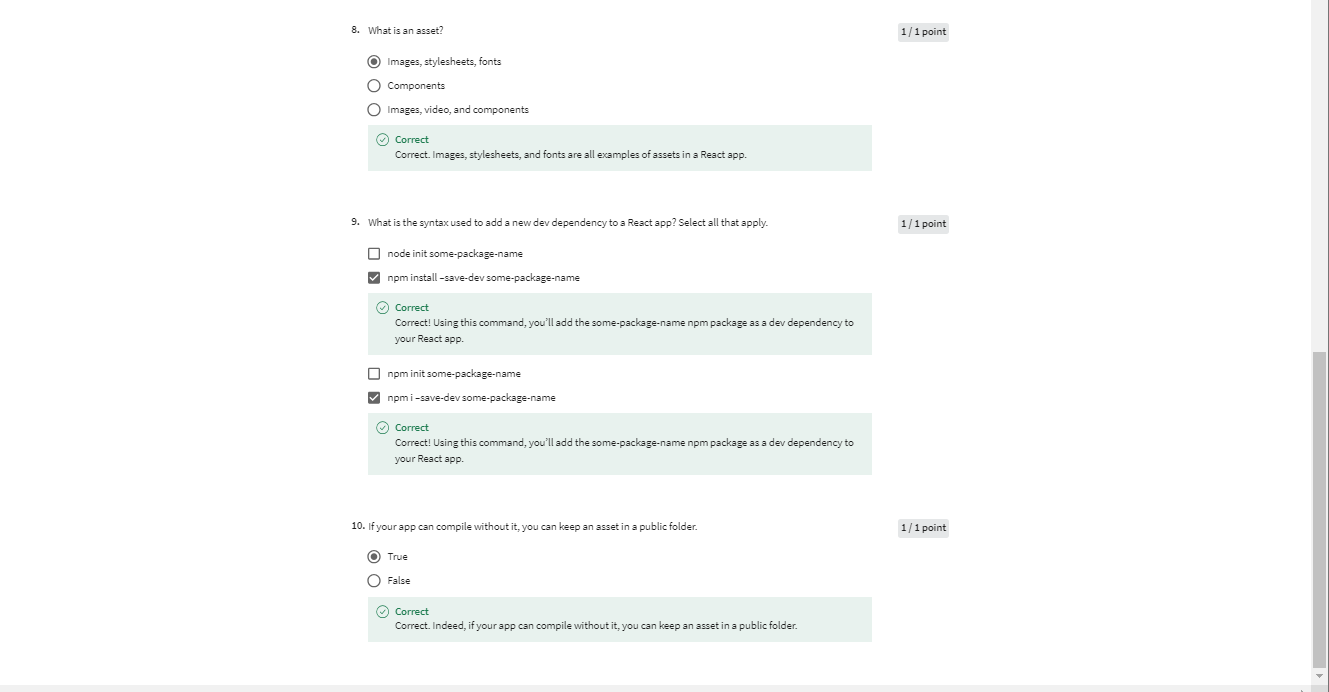 8. What is an asset?
1 / 1 point
Images, stylesheets, fonts
Components
Images, video, and components
Correct
Correct. Images, stylesheets, and fonts are all examples of assets in a React app.
9. What is the syntax used to add a new dev dependency to a React app? Select all that apply.
1 / 1 point
node init some-package-name
npm install –save-dev some-package-name
Correct
Correct! Using this command, you’ll add the some-package-name npm package as a dev dependency to
your React app.
npm init some-package-name
npm i –save-dev some-package-name
Correct
Correct! Using this command, you’ll add the some-package-name npm package as a dev dependency to
your React app.
10. If your app can compile without it, you can keep an asset in a public folder.
1 / 1 point
True
False
Correct
Correct. Indeed, if your app can compile without it, you can keep an asset in a public folder.